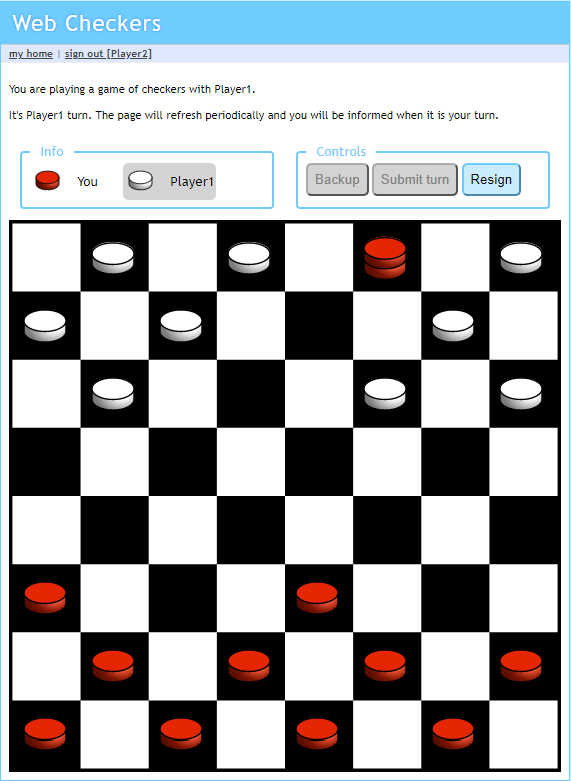 Web Checkers
my home | sign out [Player2]
You are playing a game of checkers with Player1.
It's Player1 turn. The page will refresh periodically and you will be informed when it is your turn.
Info
You Player1
Controls
Backup Submit turn Resign